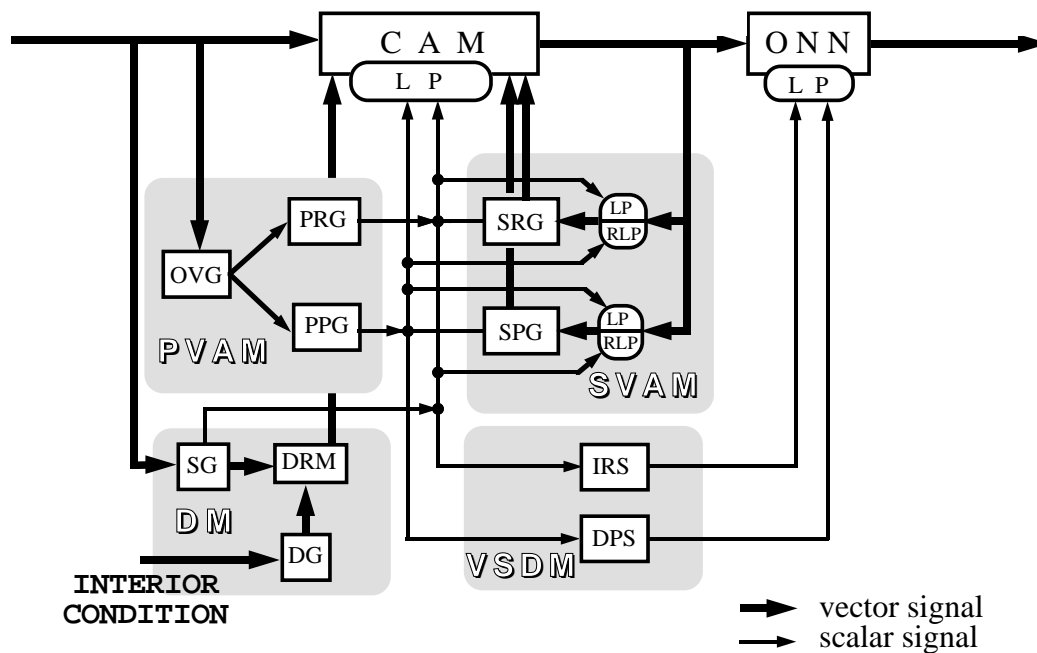 C A M
O N N
L P
L P
PRG
SRG
LP
RLP
OVG
PPG
SPG
LP
RLP
PVAM
SVAM
SG
DRM
IRS
DM
DG
DPS
VSDM
INTERIOR
CONDITION
vector signal
scalar signal